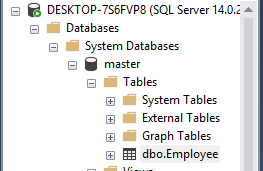 DESKTOP-7S6FVP8 (SQL Server 14.0.2
Databases
System Databases
master
Tables
System Tables
External Tables
Graph Tables
dbo.Employee
Views